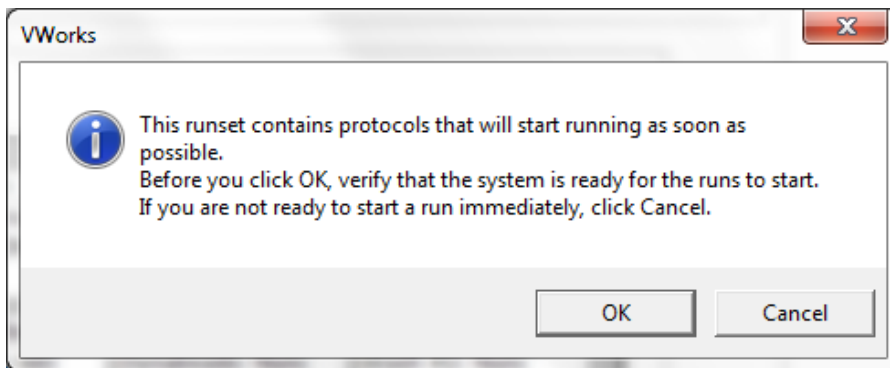 VWorks
This runset contains protocols that will start running as soon as
possible.
Before you click OK, verify that the system is ready for the runs to start.
If you are not ready to start a run immediately, click Cancel.
OK
Cancel